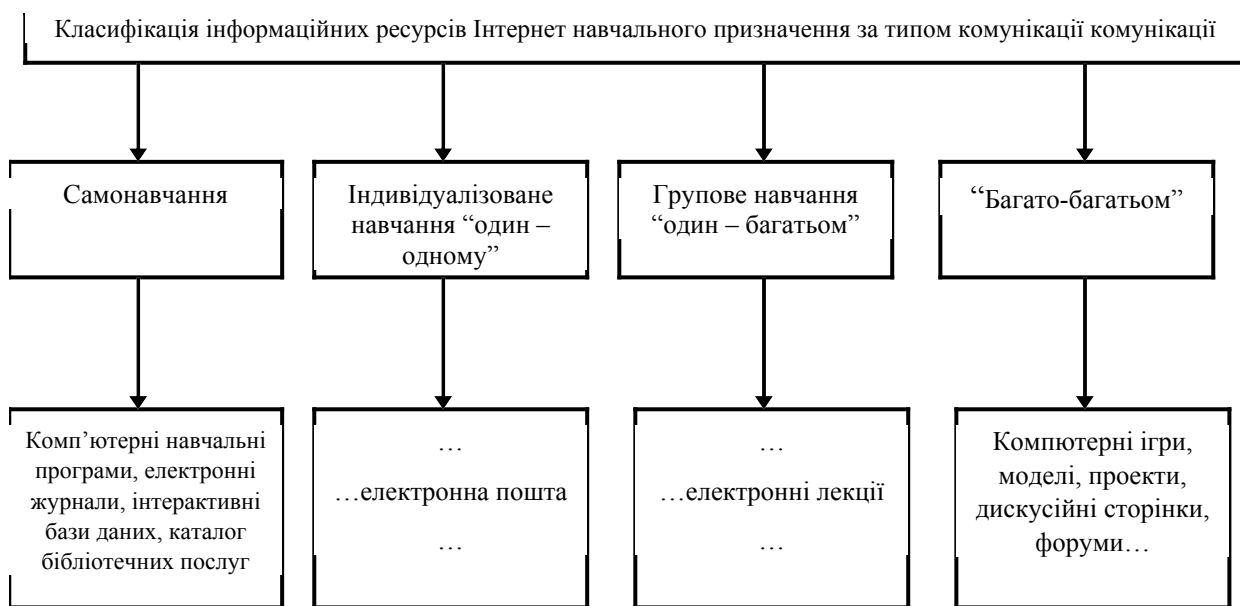 Класифікація інформаційних ресурсів Інтернет навчального призначення за типом комунікації комунікації
Самонавчання
Індивідуалізоване
навчання “один –
одному”
Групове навчання
“один – багатьом”
“Багато-багатьом”
Комп’ютерні навчальні
програми, електронні
журнали, інтерактивні
бази даних, каталог
бібліотечних послуг
…
…електронна пошта
…
…
…електронні лекції
…
Компютерні ігри,
моделі, проекти,
дискусійні сторінки,
форуми…